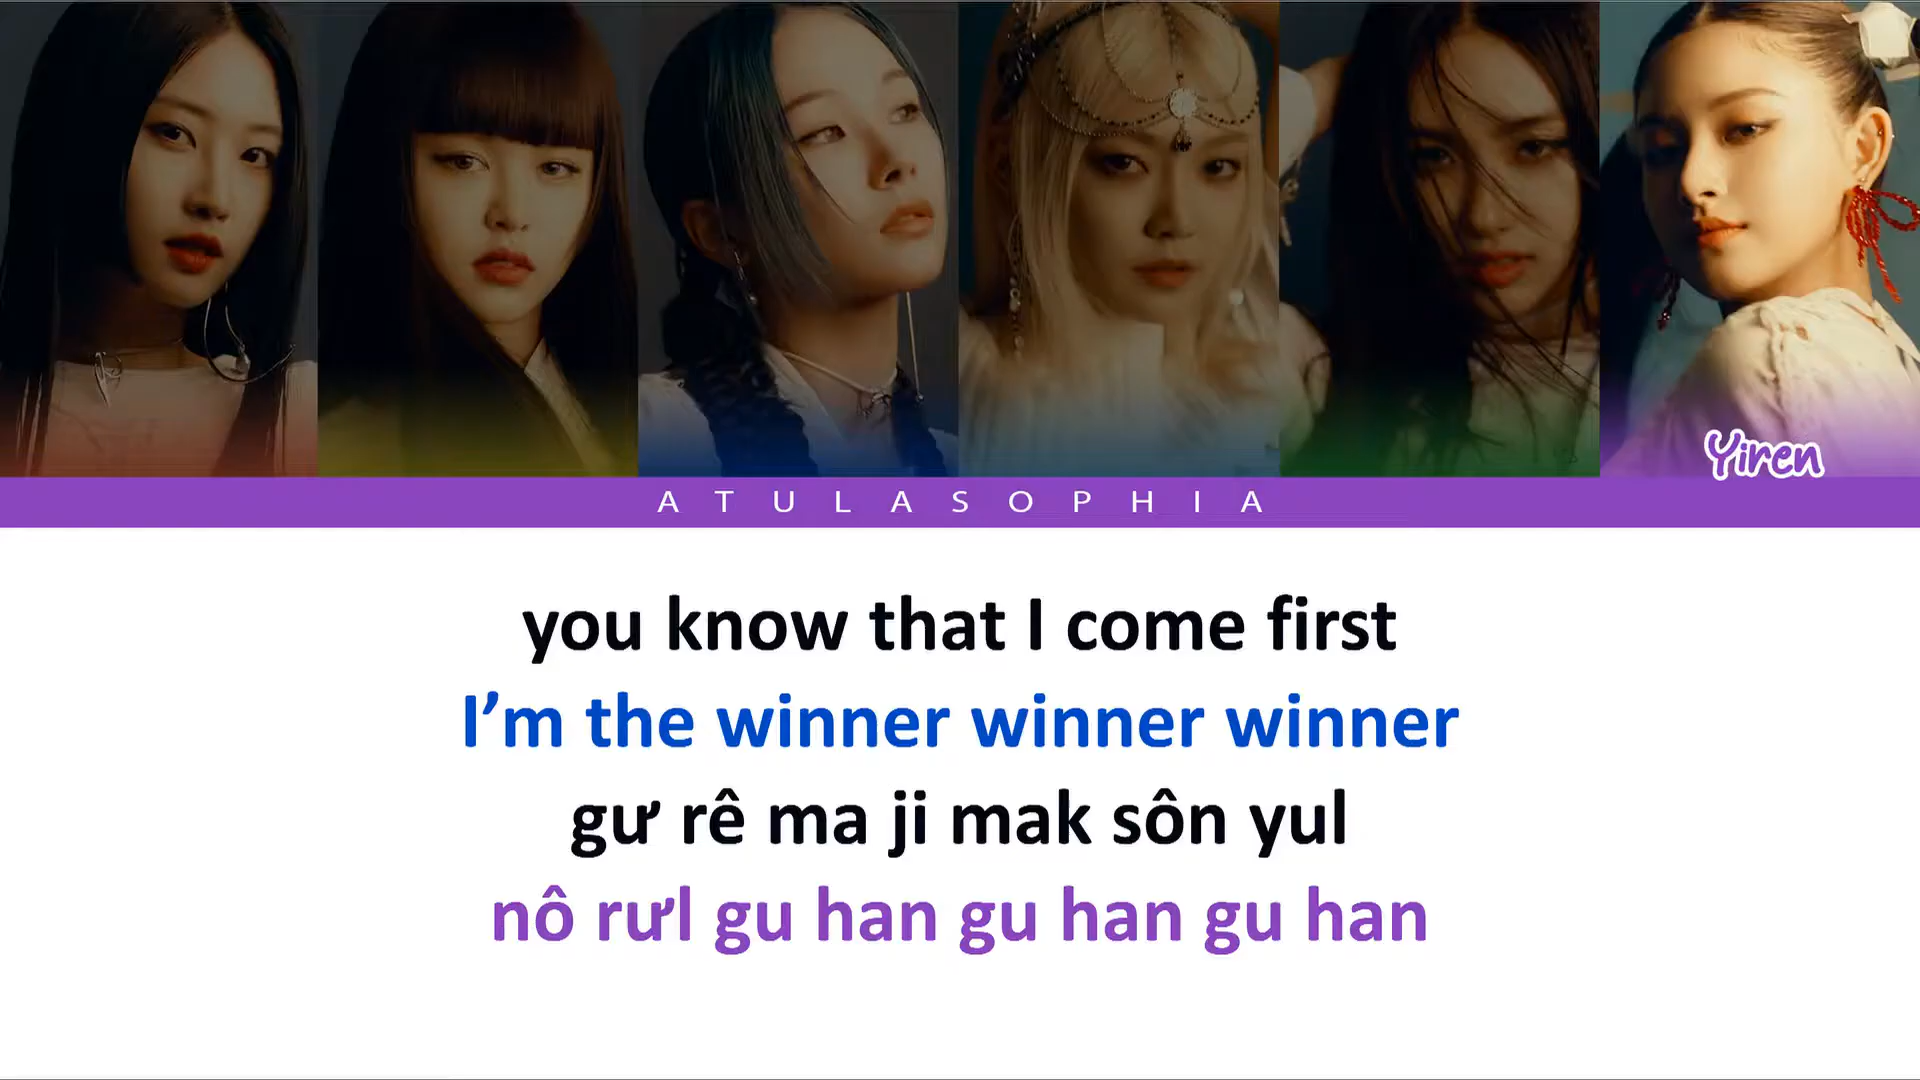 Yiren
ATULASOPHIA
you know that I come first
I’m the winner winner winner
gư rê ma ji mak sôn yul
nô rưl gu han gu han gu han